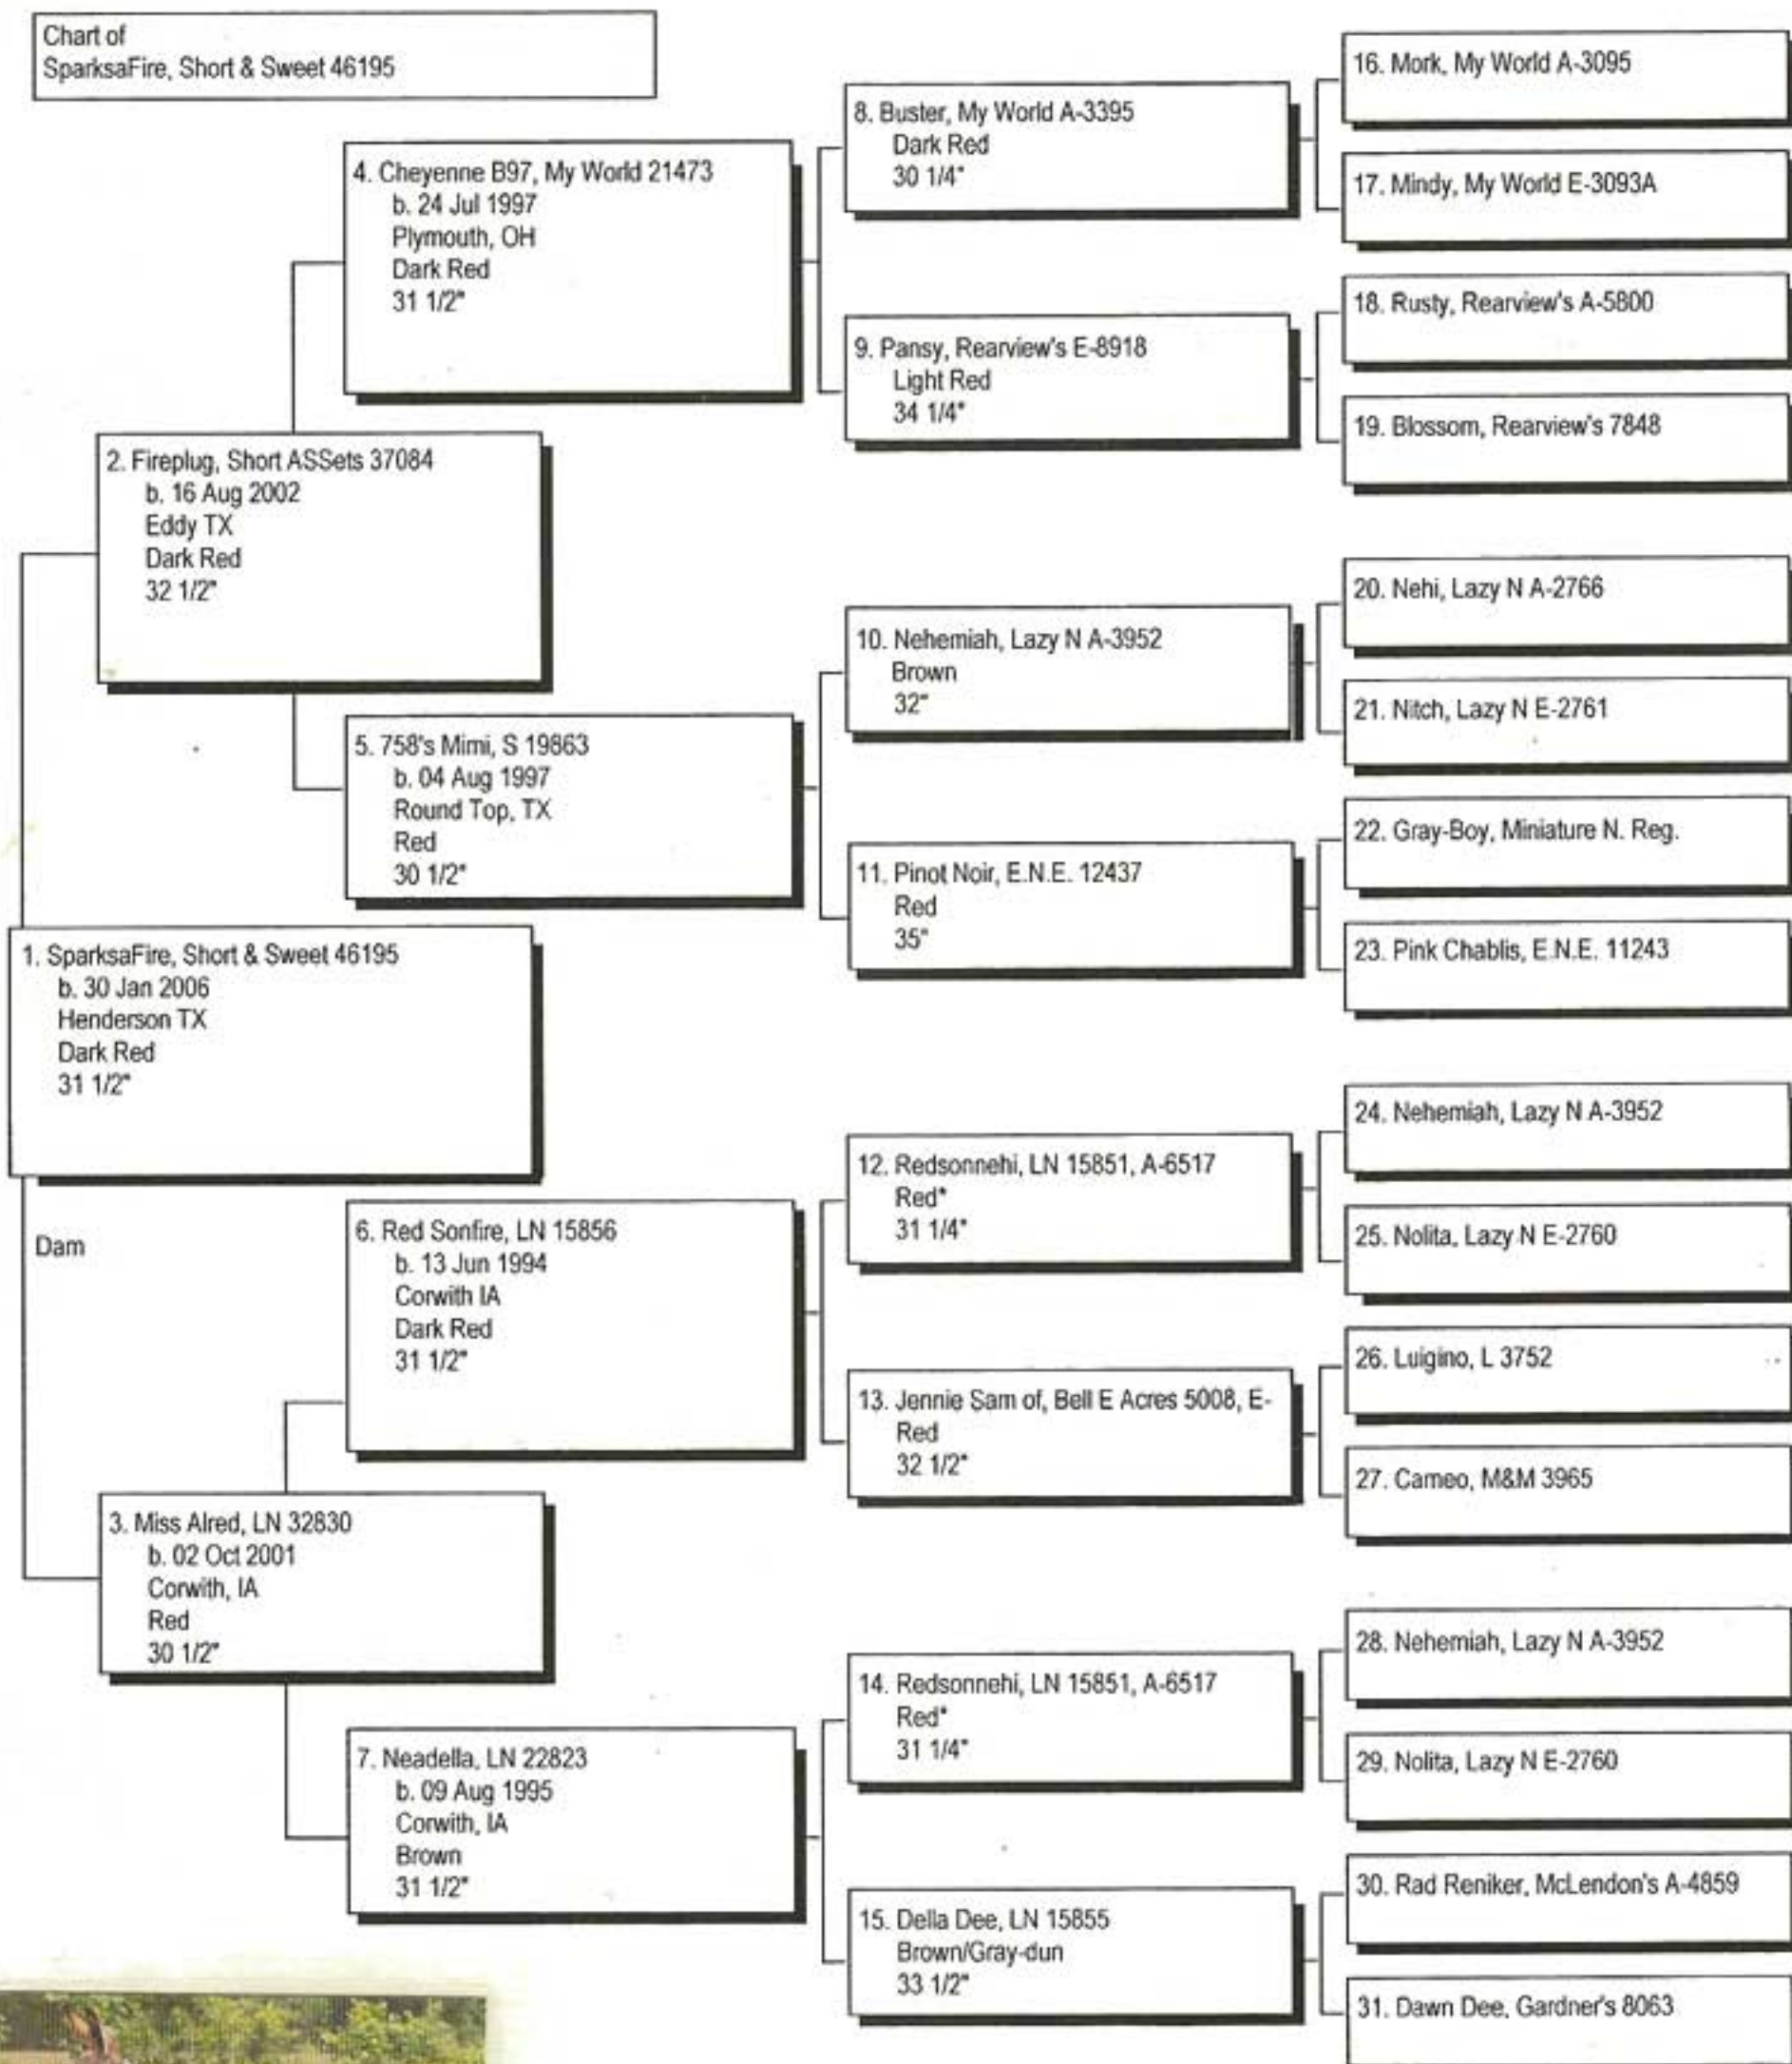 Chart of
SparksaFire, Short & Sweet 46195
1. SparksaFire, Short & Sweet 46195
b. 30 Jan 2006
Henderson TX
Dark Red
31 1/2"
Dam
2. Fireplug, Short ASSets 37084
b. 16 Aug 2002
Eddy TX
Dark Red
32 1/2"
3. Miss Alred, LN 32830
b. 02 Oct 2001
Corwith, IA
Red
30 1/2"
4. Cheyenne B97, My World 21473
b. 24 Jul 1997
Plymouth, OH
Dark Red
31 1/2"
5. 758's Mimi, S 19863
b. 04 Aug 1997
Round Top, TX
Red
30 1/2"
6. Red Sonfire, LN 15856
b. 13 Jun 1994
Corwith IA
Dark Red
31 1/2"
7. Neadella, LN 22823
b. 09 Aug 1995
Corwith, IA
Brown
31 1/2"
8. Buster, My World A-3395
Dark Red
30 1/4"
9. Pansy, Rearview's E-8918
Light Red
34 1/4"
10. Nehemiah, Lazy N A-3952
Brown
32"
11. Pinot Noir, E.N.E. 12437
Red
35"
12. Redsonnehi, LN 15851, A-6517
Red*
31 1/4"
13. Jennie Sam of, Bell E Acres 5008, E-
Red
32 1/2"
14. Redsonnehi, LN 15851, A-6517
Red*
31 1/4"
15. Della Dee, LN 15855
Brown/Gray-dun
33 1/2"
16. Mork, My World A-3095
17. Mindy, My World E-3093A
18. Rusty, Rearview's A-5800
19. Blossom, Rearview's 7848
20. Nehi, Lazy N A-2766
21. Nitch, Lazy N E-2761
22. Gray-Boy, Miniature N. Reg.
23. Pink Chablis, E.N.E. 11243
24. Nehemiah, Lazy N A-3952
25. Nolita, Lazy N E-2760
26. Luigino, L 3752
27. Cameo, M&M 3965
28. Nehemiah, Lazy N A-3952
29. Nolita, Lazy N E-2760
30. Rad Reniker, McLendon's A-4859
31. Dawn Dee, Gardner's 8063